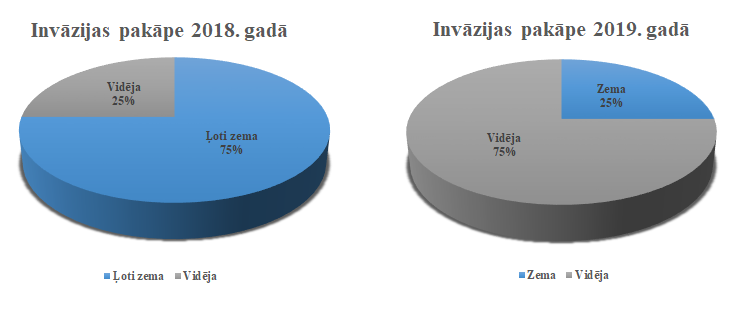 Invāzijas pakāpe 2018. gadā
Vidēja
25%
Ļoti zema
75%
Ļoti zema Vidēja
Invāzijas pakāpe 2019. gadā
Zema
25%
Vidēja
75%
Zema Vidēja